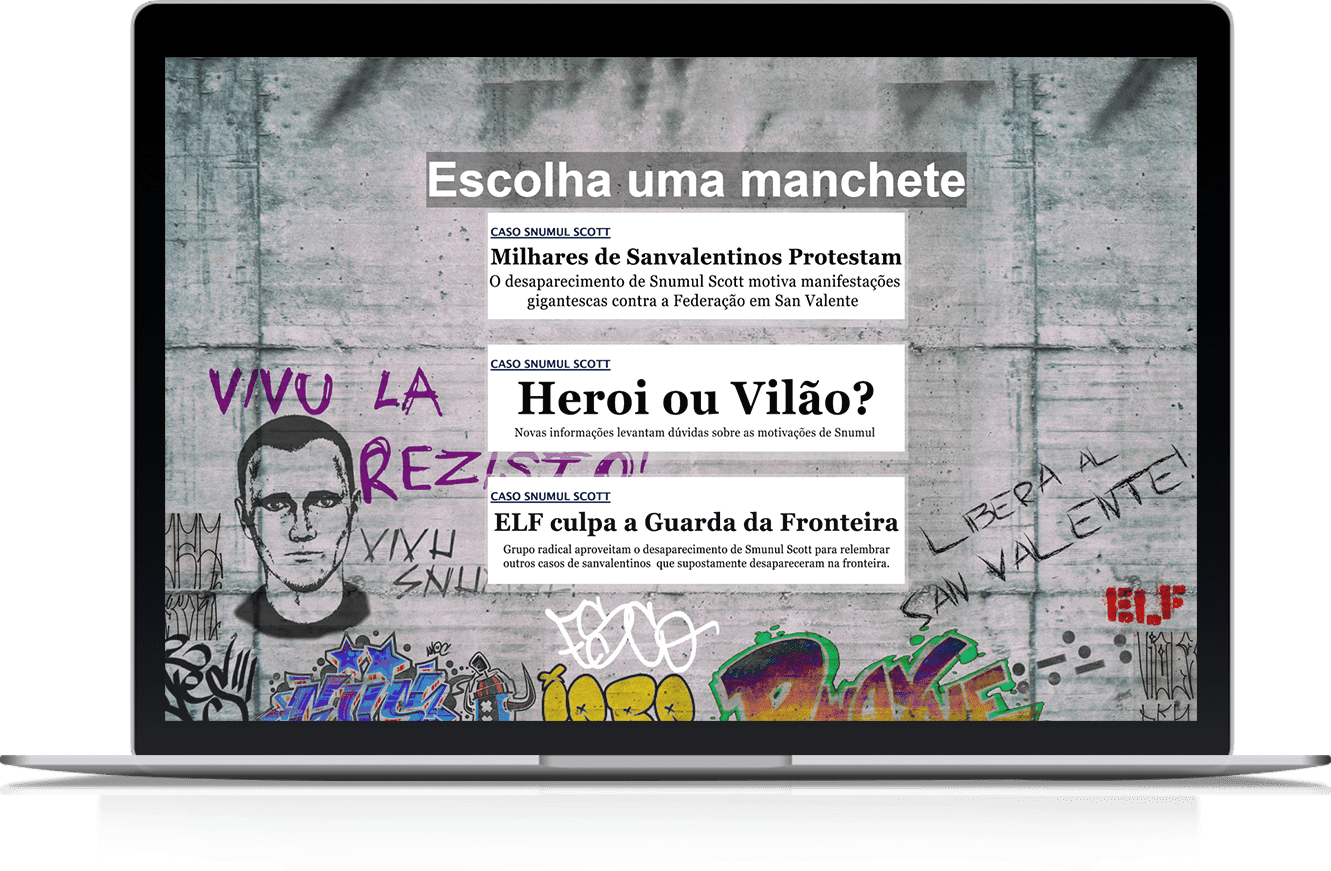 Escolha uma manchete
CASO SNUMUL SCOTT
Milhares de Sanvalentinos Protestam
O desaparecimento de Snumul Scott motiva manifestações
gigantescas contra a Federação em San Valente
CASO SNUMUL SCOTT
Heroi ou Vilão?
Novas informações levantam dúvidas sobre as motivações de Snumul
VIVU LA
REZISTO!
CASO SNUMUL SCOTT
ELF culpa a Guarda da Fronteira
Grupo radical aproveitam o desaparecimento de Smunul Scott para relembrar
outros casos de sanvalentinos que supostamente desapareceram na fronteira.
VIVU
LIBERA AL
SAN VALENTE!
ELF